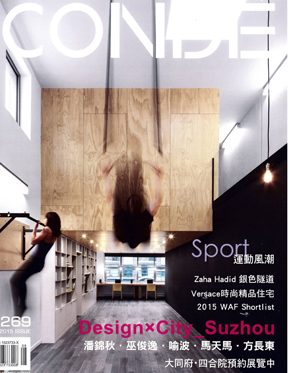 CONDE
Sport
運動風潮
Zaha Hadid 銀色隧道
Versace時尚精品住宅
2015 WAF Shortlist
Design×City_Suzhou
潘錦秋·巫俊逸·喻波·馬天馬·方長東
大同府·四合院預約展覽中
269